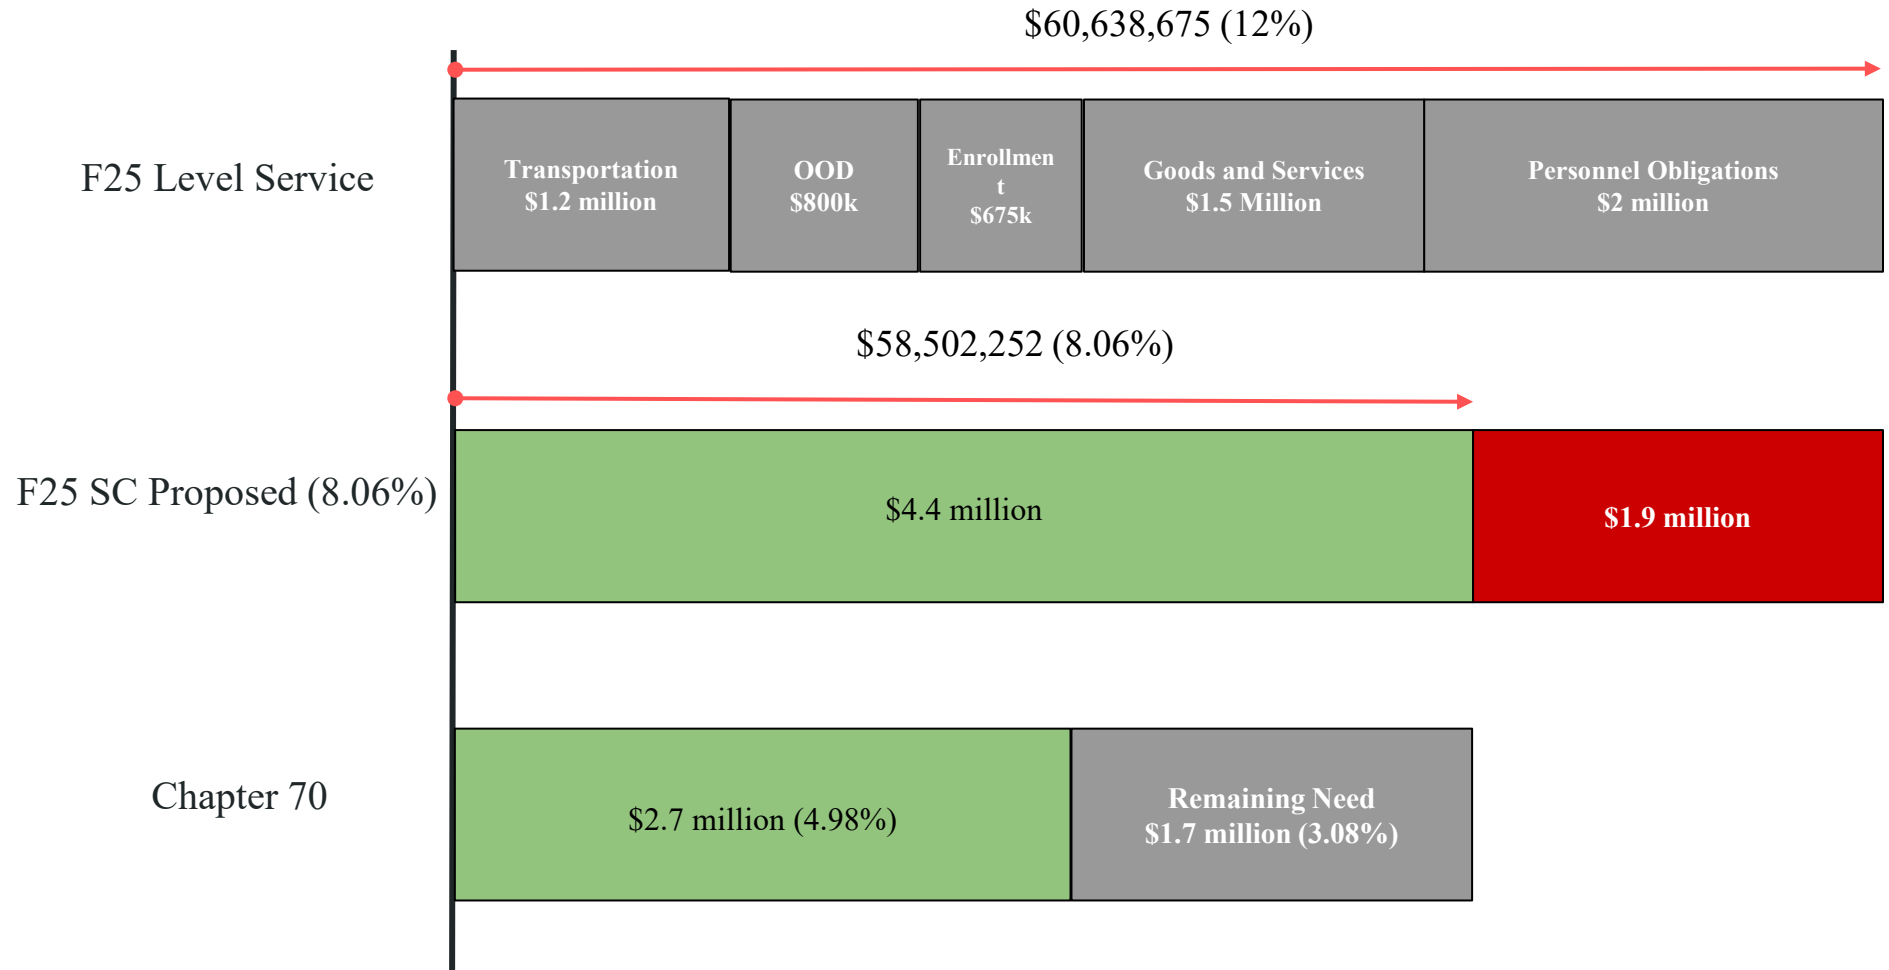 $60,638,675 (12%)
F25 Level Service
Transportation
$1.2 million
OOD
$800k
Enrollmen
t
$675k
Goods and Services
$1.5 Million
Personnel Obligations
$2 million
$58,502,252 (8.06%)
F25 SC Proposed (8.06%)
$4.4 million
$1.9 million
Chapter 70
$2.7 million (4.98%)
Remaining Need
$1.7 million (3.08%)